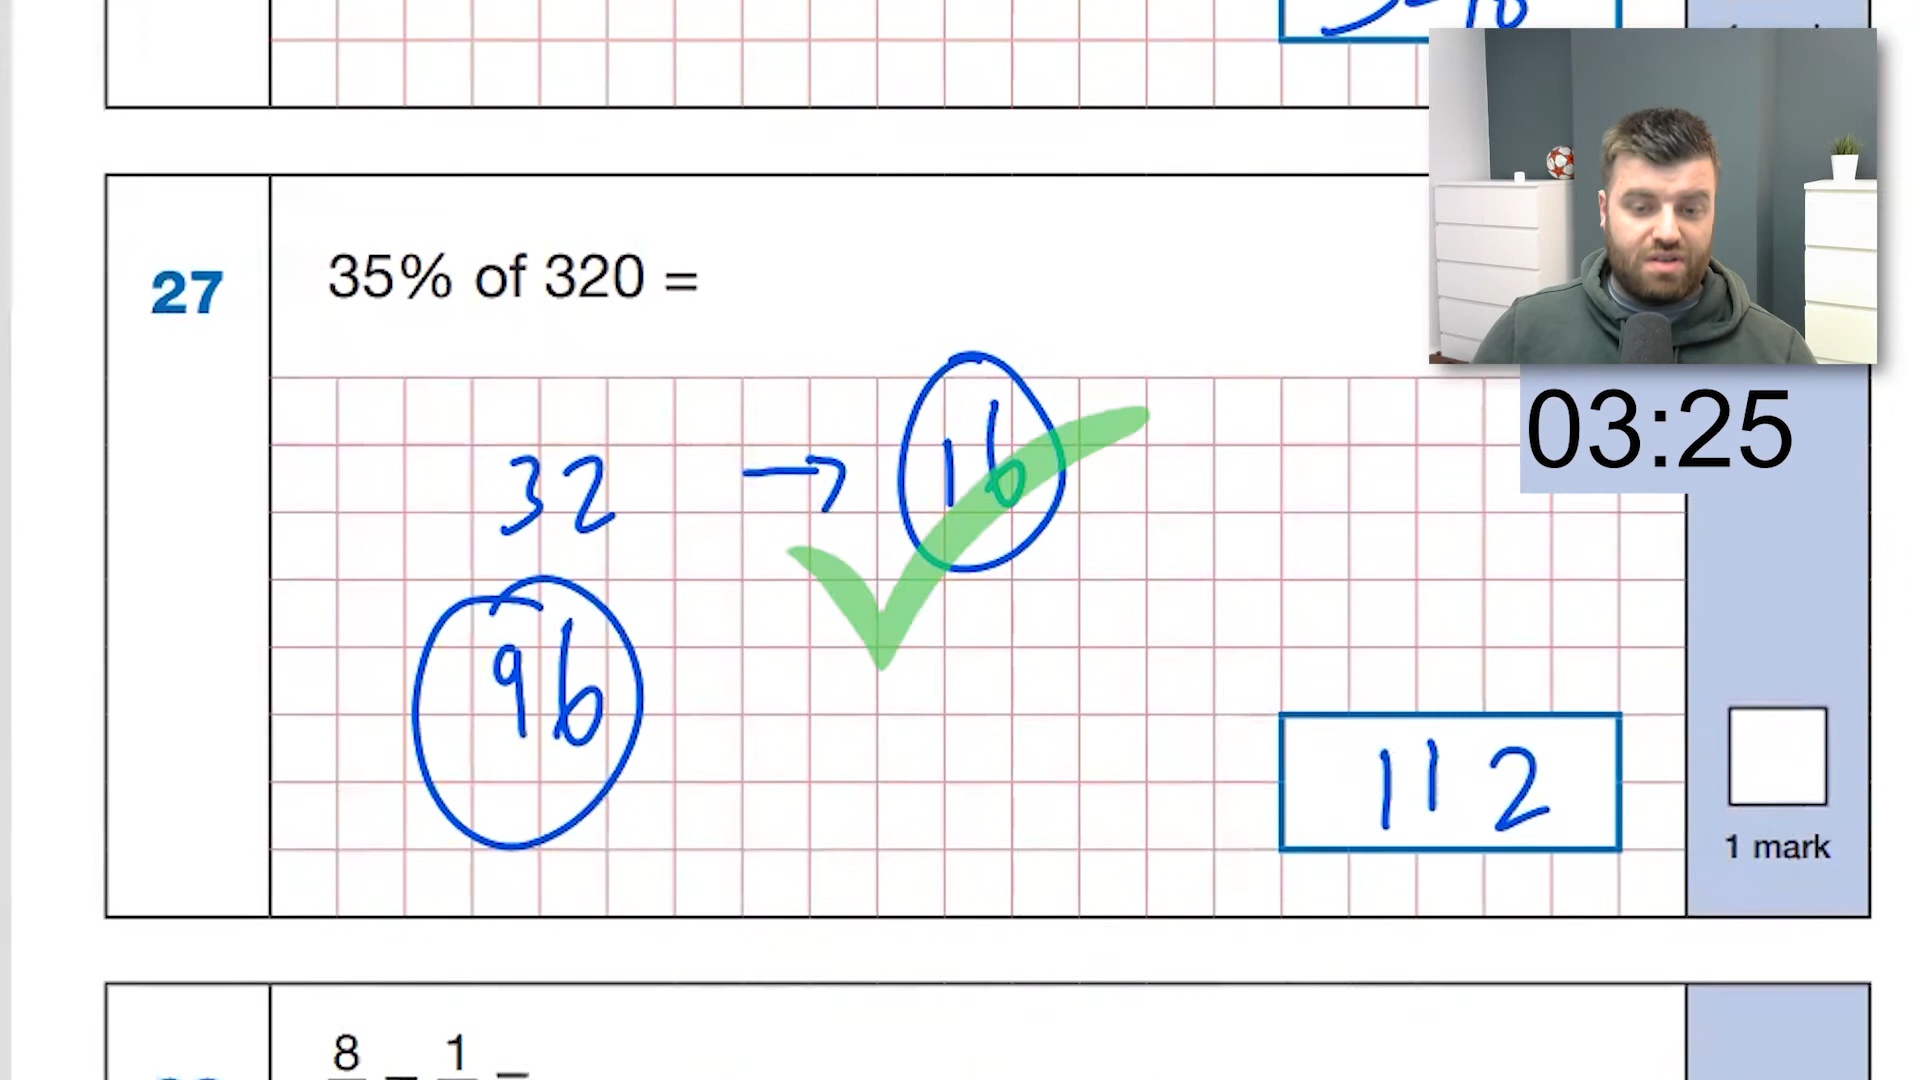 27
35% of 320 =
03:25
32 → 16
96
112
1 mark
8 - 1 =